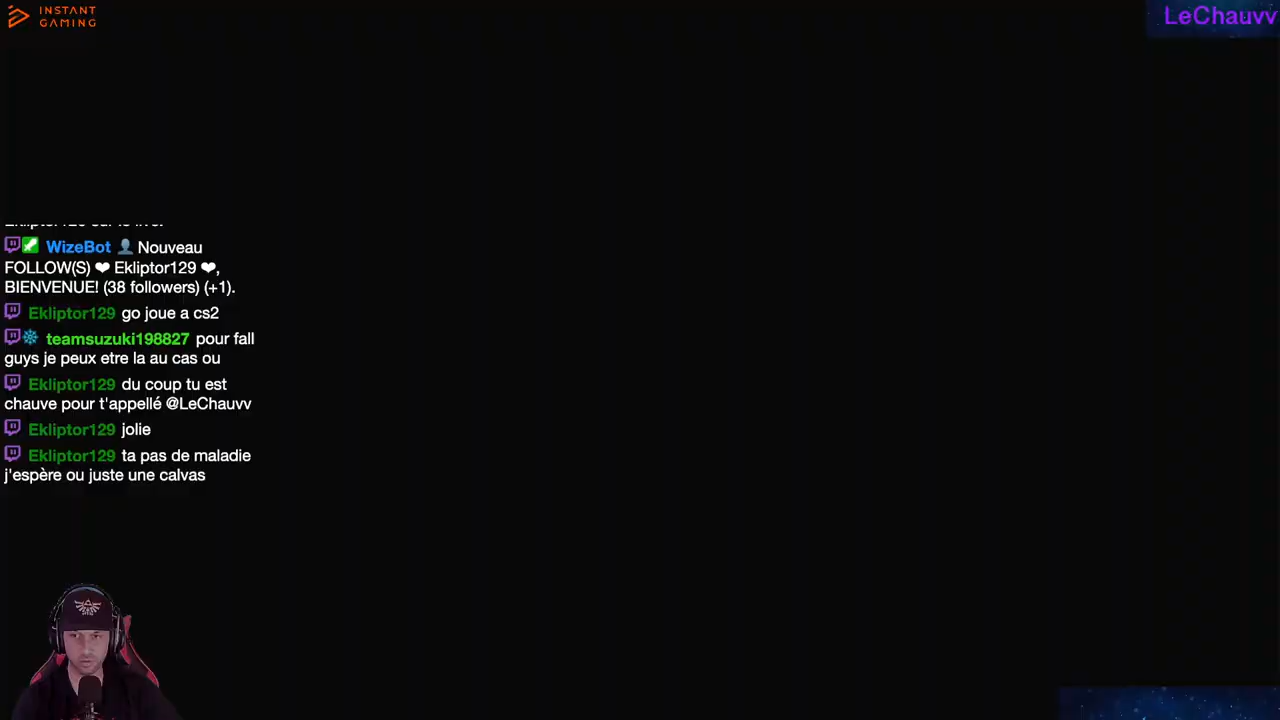 INSTANT
GAMING
LeChauvv
WizeBot 👤 Nouveau
FOLLOW(S) ❤ Ekliptor129 ❤,
BIENVENUE! (38 followers) (+1).
Ekliptor129 go joue a cs2
teamsuzuki198827 pour fall
guys je peux etre la au cas ou
Ekliptor129 du coup tu est
chauve pour t'appellé @LeChauvv
Ekliptor129 jolie
Ekliptor129 ta pas de maladie
j'espère ou juste une calvas